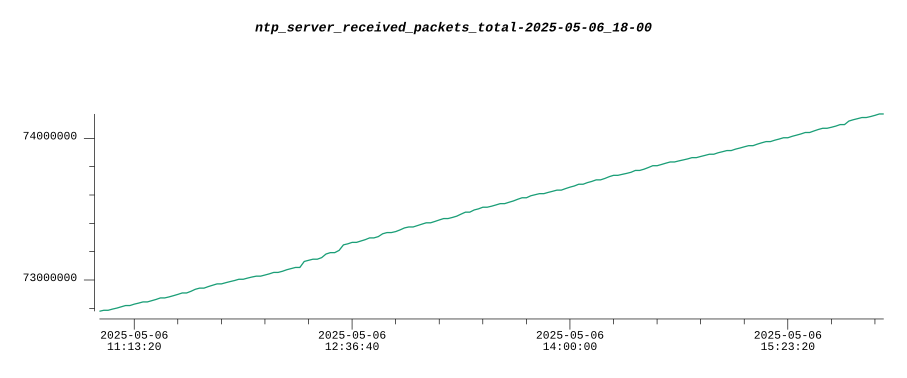 ntp_server_received_packets_total-2025-05-06_18-00
74000000
73000000
2025-05-06 2025-05-06 2025-05-06 2025-05-06
11:13:20 12:36:40 14:00:00 15:23:20